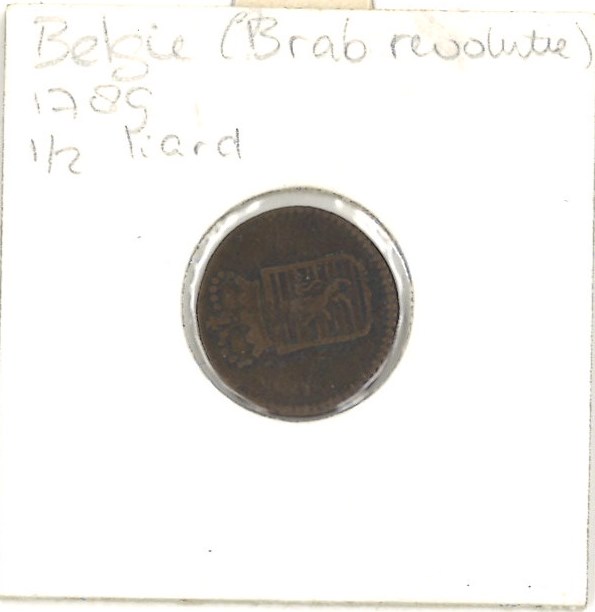 Belgie (Brab revolutie)
1789
1/2 liard